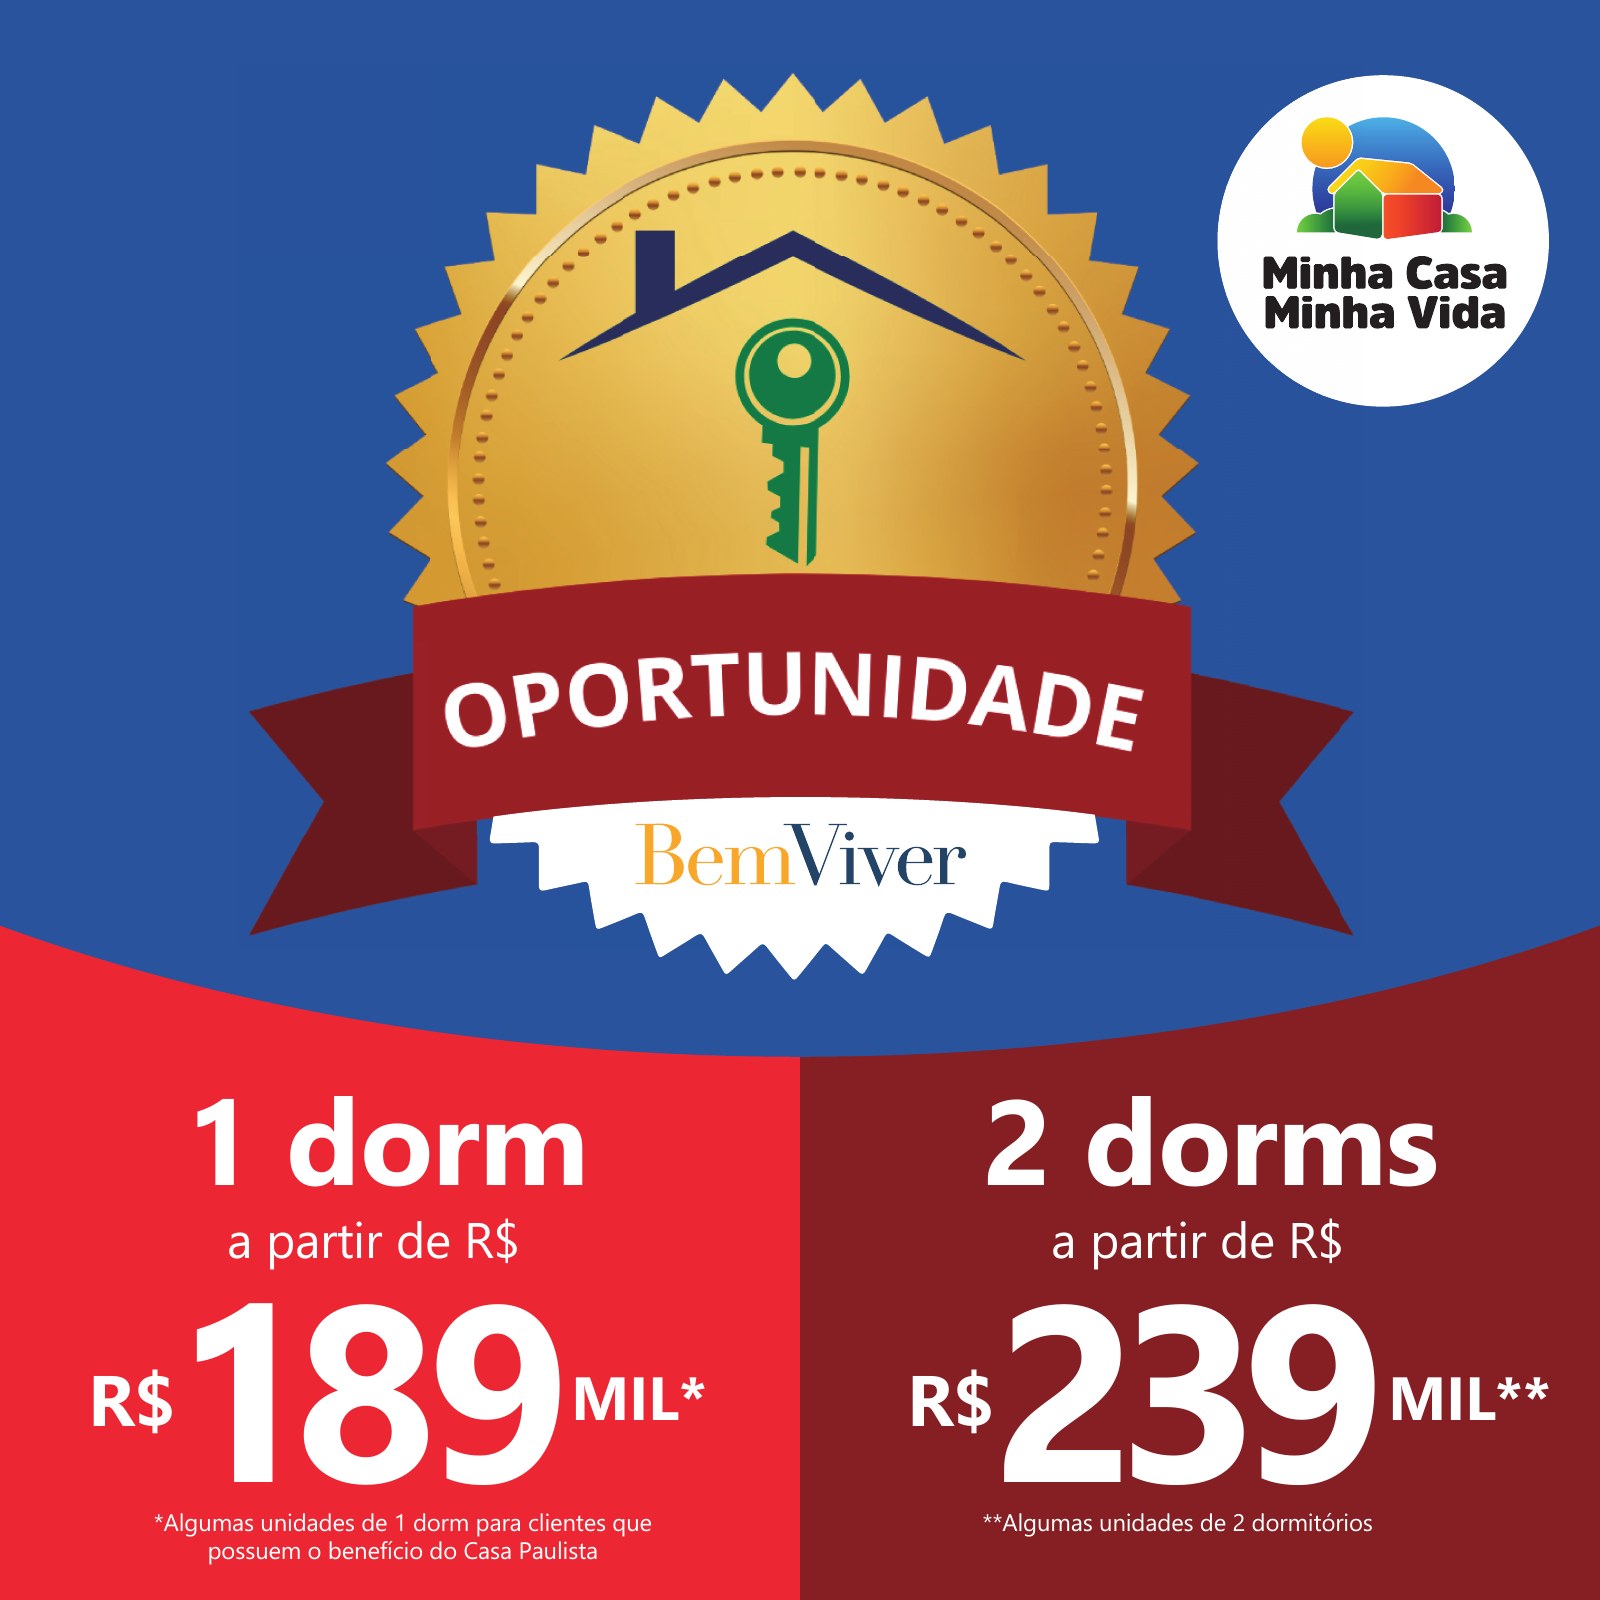 Minha Casa
Minha Vida
OPORTUNIDADE
BemViver
1 dorm
a partir de R$
R$ 189 MIL*
*Algumas unidades de 1 dorm para clientes que
possuem o benefício do Casa Paulista
2 dorms
a partir de R$
R$ 239 MIL**
**Algumas unidades de 2 dormitórios